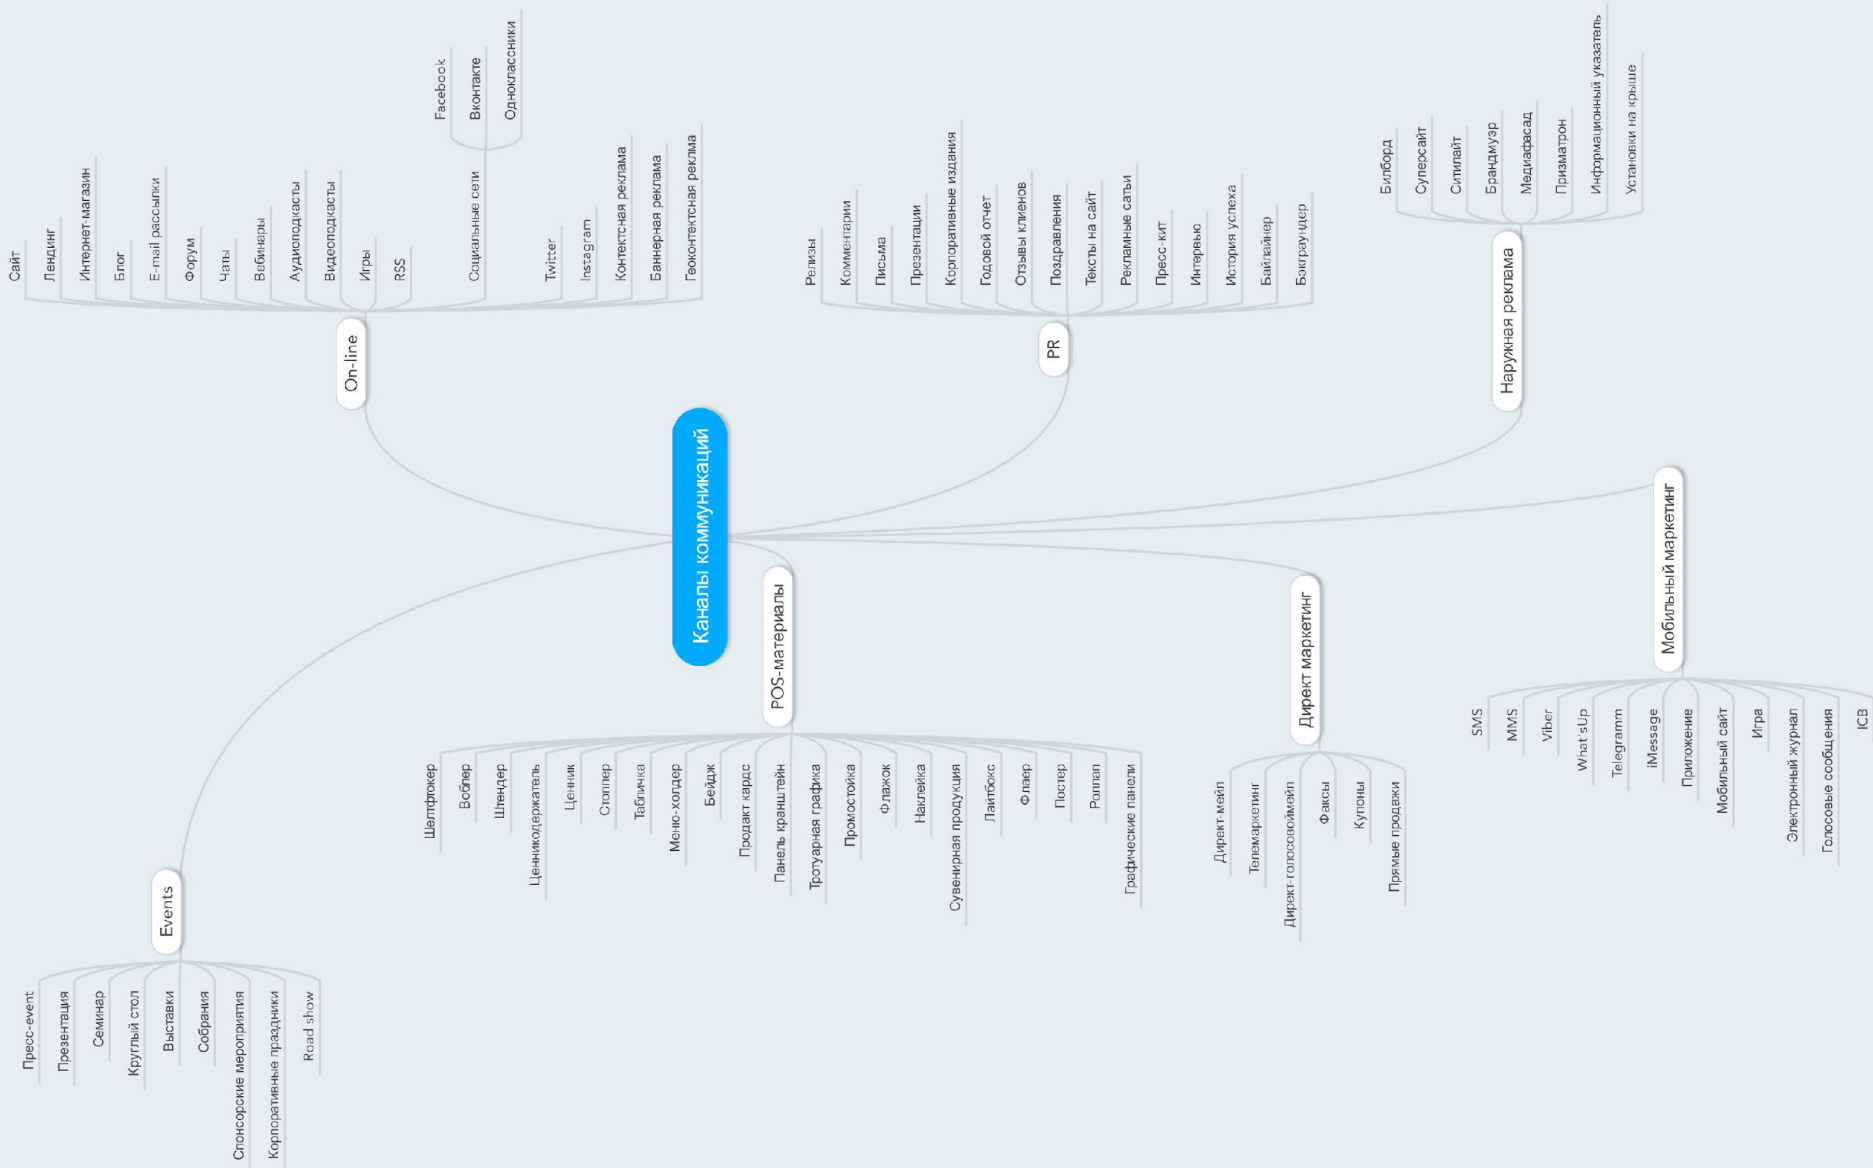 Каналы коммуникаций
On-line
Сайт
Лендинг
Интернет-магазин
Блог
E-mail рассылки
Форум
Чаты
Вебинары
Аудиоподкасты
Видеоподкасты
Игры
RSS
Социальные сети
Facebook
Вконтакте
Одноклассники
Twitter
Instagram
Контектсная реклама
Баннерная реклама
Геоконтектсная реклма
PR
Релизы
Комментарии
Письма
Презентации
Корпоративные издания
Годовой отчет
Отзывы клиенов
Поздравления
Тексты на сайт
Рекламные сатьи
Пресс-кит
Интервью
История успеха
Байлайнер
Бэкграундер
Наружная реклама
Билборд
Суперсайт
Ситилайт
Брандмуэр
Медиафасад
Призматрон
Информационный указатель
Установки на крыше
Мобильный маркетинг
SMS
MMS
Viber
What'sUp
Telegramm
iMessage
Приложение
Мобильный сайт
Игра
Электронный журнал
Голосовые сообщения
ICB
Директ маркетинг
Директ-мейл
Телемаркетинг
Директ-голосовоймейл
Факсы
Купоны
Прямые продажи
POS-материалы
Шелфтокер
Воблер
Штендер
Ценникодержатель
Ценник
Стоппер
Табличка
Меню-холдер
Бейдж
Продакт кардс
Панель кранштейн
Тротуарная графика
Промостойка
Флажок
Наклейка
Сувенирная продукция
Лайтбокс
Флаер
Постер
Роллап
Графические панели
Events
Пресс-event
Презентация
Семинар
Круглый стол
Выставки
Собрания
Спонсорские мероприятия
Корпоративные праздники
Road show